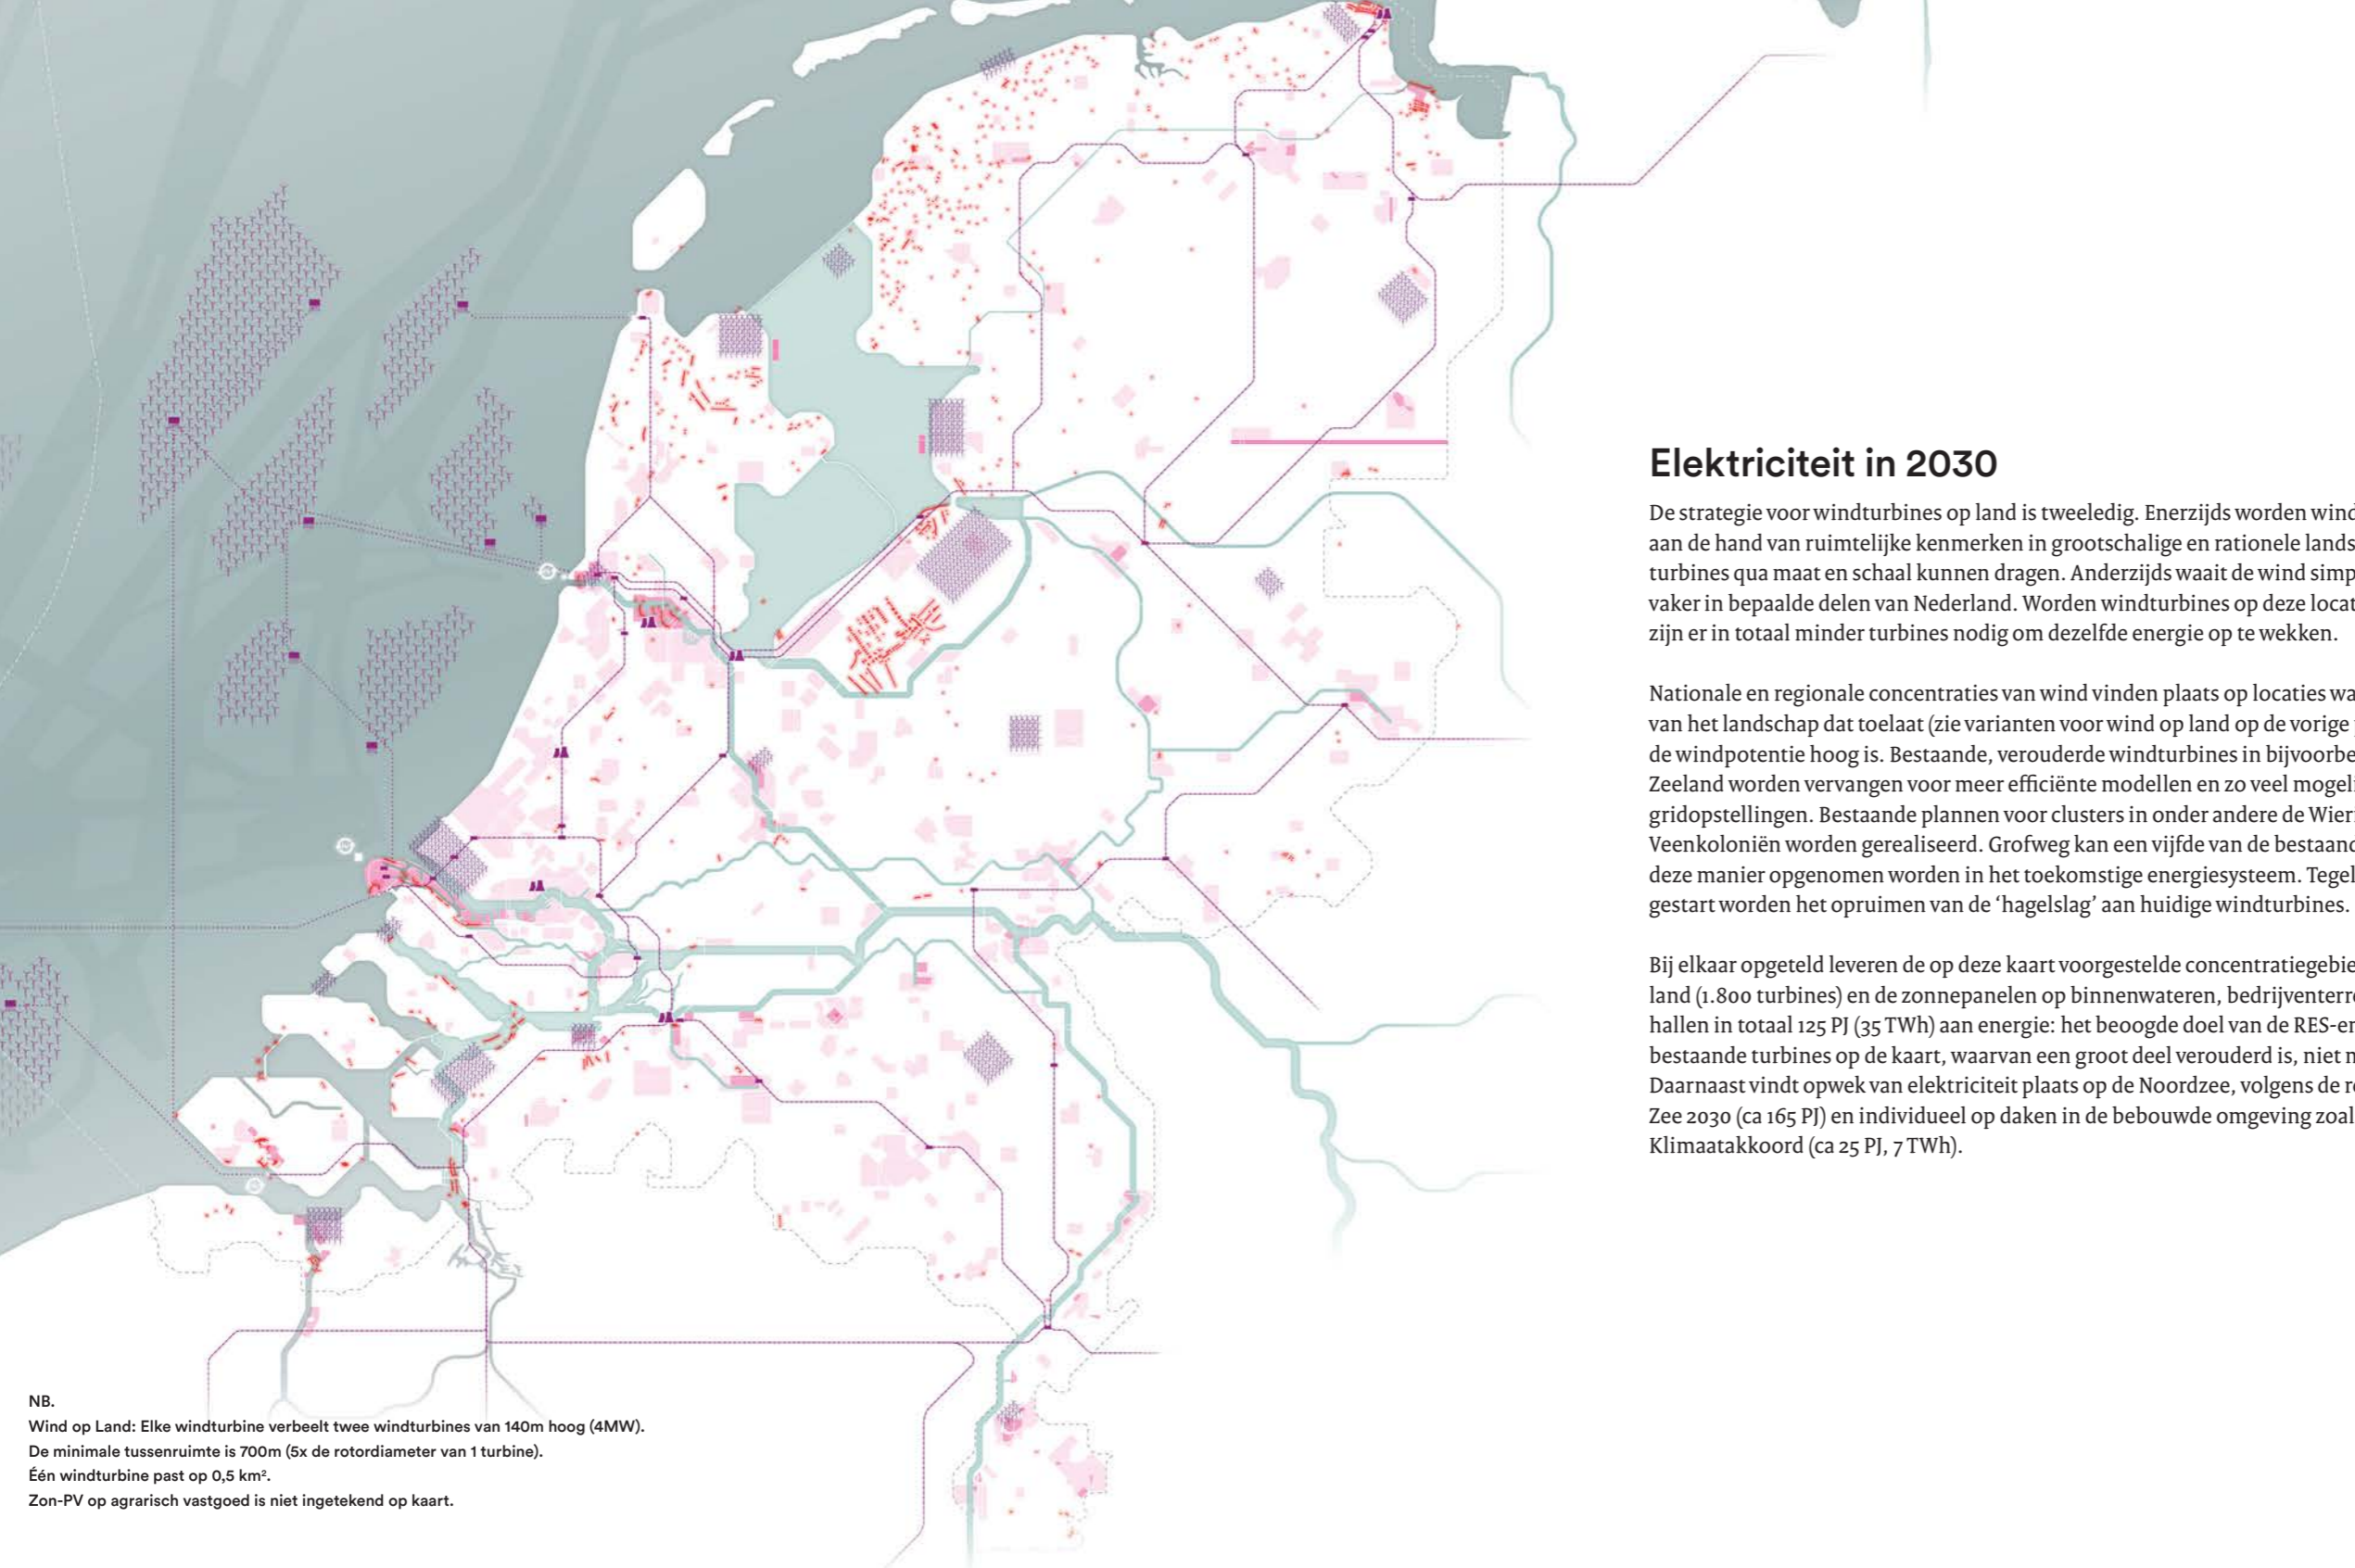 Elektriciteit in 2030
De strategie voor windturbines op land is tweeledig. Enerzijds worden wind
aan de hand van ruimtelijke kenmerken in grootschalige en rationele lands
turbines qua maat en schaal kunnen dragen. Anderzijds waait de wind simp
vaker in bepaalde delen van Nederland. Worden windturbines op deze locat
zijn er in totaal minder turbines nodig om dezelfde energie op te wekken.
Nationale en regionale concentraties van wind vinden plaats op locaties wa
van het landschap dat toelaat (zie varianten voor wind op land op de vorige
de windpotentie hoog is. Bestaande, verouderde windturbines in bijvoorbe
Zeeland worden vervangen voor meer efficiënte modellen en zo veel mogeli
gridopstellingen. Bestaande plannen voor clusters in onder andere de Wier
Veenkoloniën worden gerealiseerd. Grofweg kan een vijfde van de bestaand
deze manier opgenomen worden in het toekomstige energiesysteem. Tegel
gestart worden het opruimen van de ‘hagelslag’ aan huidige windturbines.
Bij elkaar opgeteld leveren de op deze kaart voorgestelde concentratiegebie
land (1.800 turbines) en de zonnepanelen op binnenwateren, bedrijventerr
hallen in totaal 125 PJ (35 TWh) aan energie: het beoogde doel van de RES-e
bestaande turbines op de kaart, waarvan een groot deel verouderd is, niet
Daarnaast vindt opwek van elektriciteit plaats op de Noordzee, volgens de r
Zee 2030 (ca 165 PJ) en individueel op daken in de bebouwde omgeving zoal
Klimaatakkoord (ca 25 PJ, 7 TWh).
NB.
Wind op Land: Elke windturbine verbeelt twee windturbines van 140m hoog (4MW).
De minimale tussenruimte is 700m (5x de rotordiameter van 1 turbine).
Één windturbine past op 0,5 km².
Zon-PV op agrarisch vastgoed is niet ingetekend op kaart.